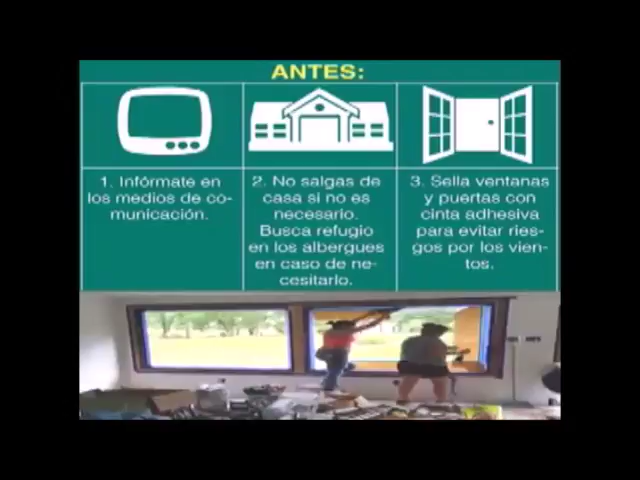 ANTES:
1. Infórmate en
los medios de co-
municación.
2. No salgas de
casa si no es
necesario.
Busca refugio
en los albergues
en caso de ne-
cesitarlo.
3. Sella ventanas
y puertas con
cinta adhesiva
para evitar ries-
gos por los vien-
tos.